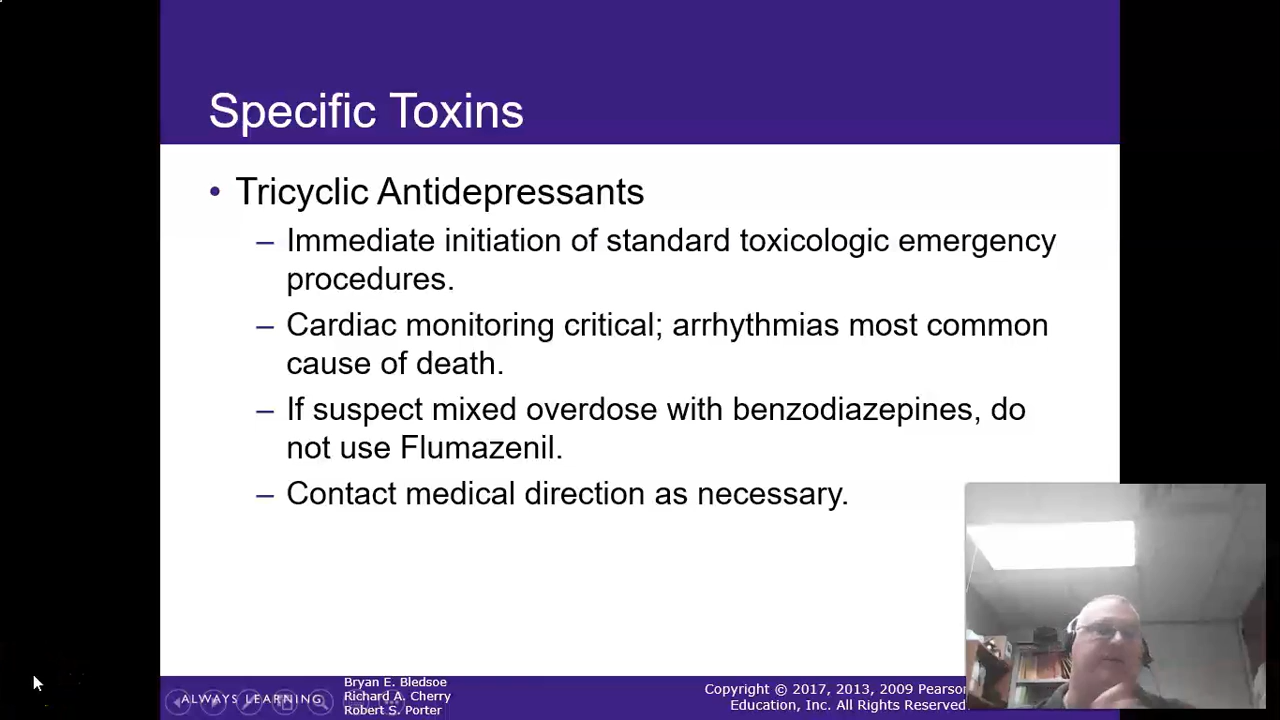 Specific Toxins
• Tricyclic Antidepressants
– Immediate initiation of standard toxicologic emergency
procedures.
– Cardiac monitoring critical; arrhythmias most common
cause of death.
– If suspect mixed overdose with benzodiazepines, do
not use Flumazenil.
– Contact medical direction as necessary.
ALWAYS LEARNING
Bryan E. Bledsoe
Richard A. Cherry
Robert S. Porter
Copyright © 2017, 2013, 2009 Pearson
Education, Inc. All Rights Reserved